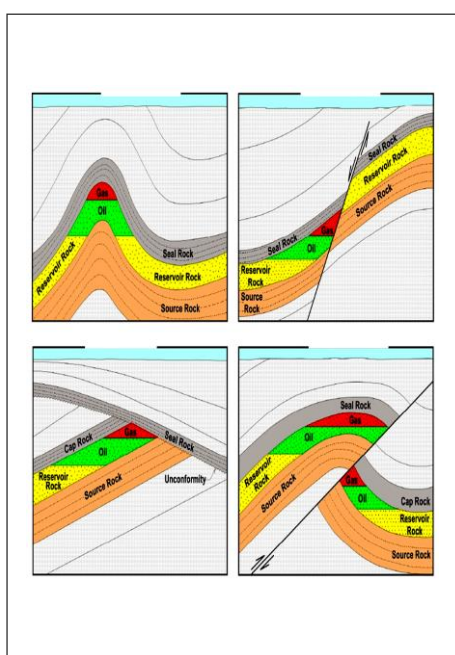 Gas
Oil
Seal Rock
Reservoir Rock
Reservoir Rock
Source Rock
Seal Rock
Reservoir Rock
Source Rock
Gas
Seal Rock
Oil
Reservoir
Rock
Source
Rock
Cap Rock
Gas
Seal Rock
Oil
Reservoir
Rock
Source Rock
Unconformity
Seal Rock
Gas
Oil
Reservoir
Rock
Source Rock
Gas
Oil
Cap Rock
Reservoir
Rock
Source Rock